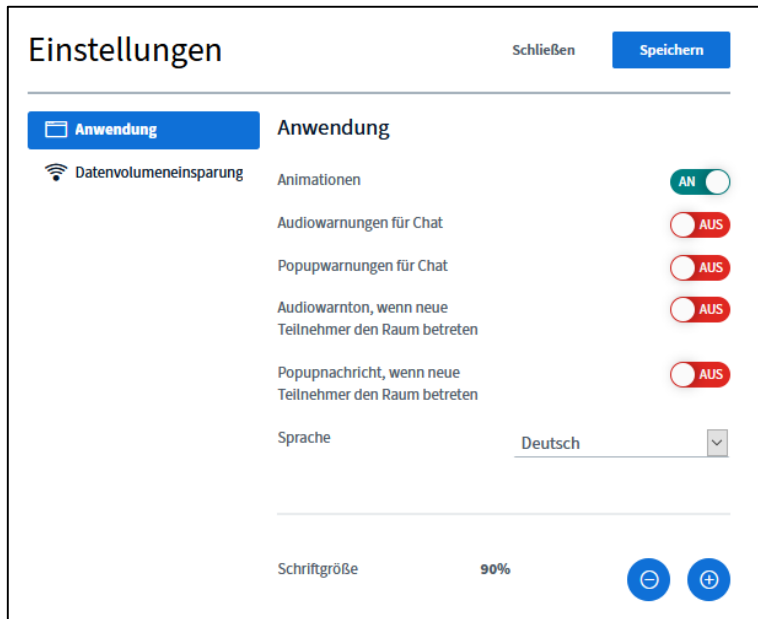 Einstellungen
Schließen
Speichern
Anwendung
Datenvolumeneinsparung
Anwendung
Animationen
AN
Audiowarnungen für Chat
AUS
Popupwarnungen für Chat
AUS
Audiowarnton, wenn neue
Teilnehmer den Raum betreten
AUS
Popupnachricht, wenn neue
Teilnehmer den Raum betreten
AUS
Sprache
Deutsch
Schriftgröße
90%